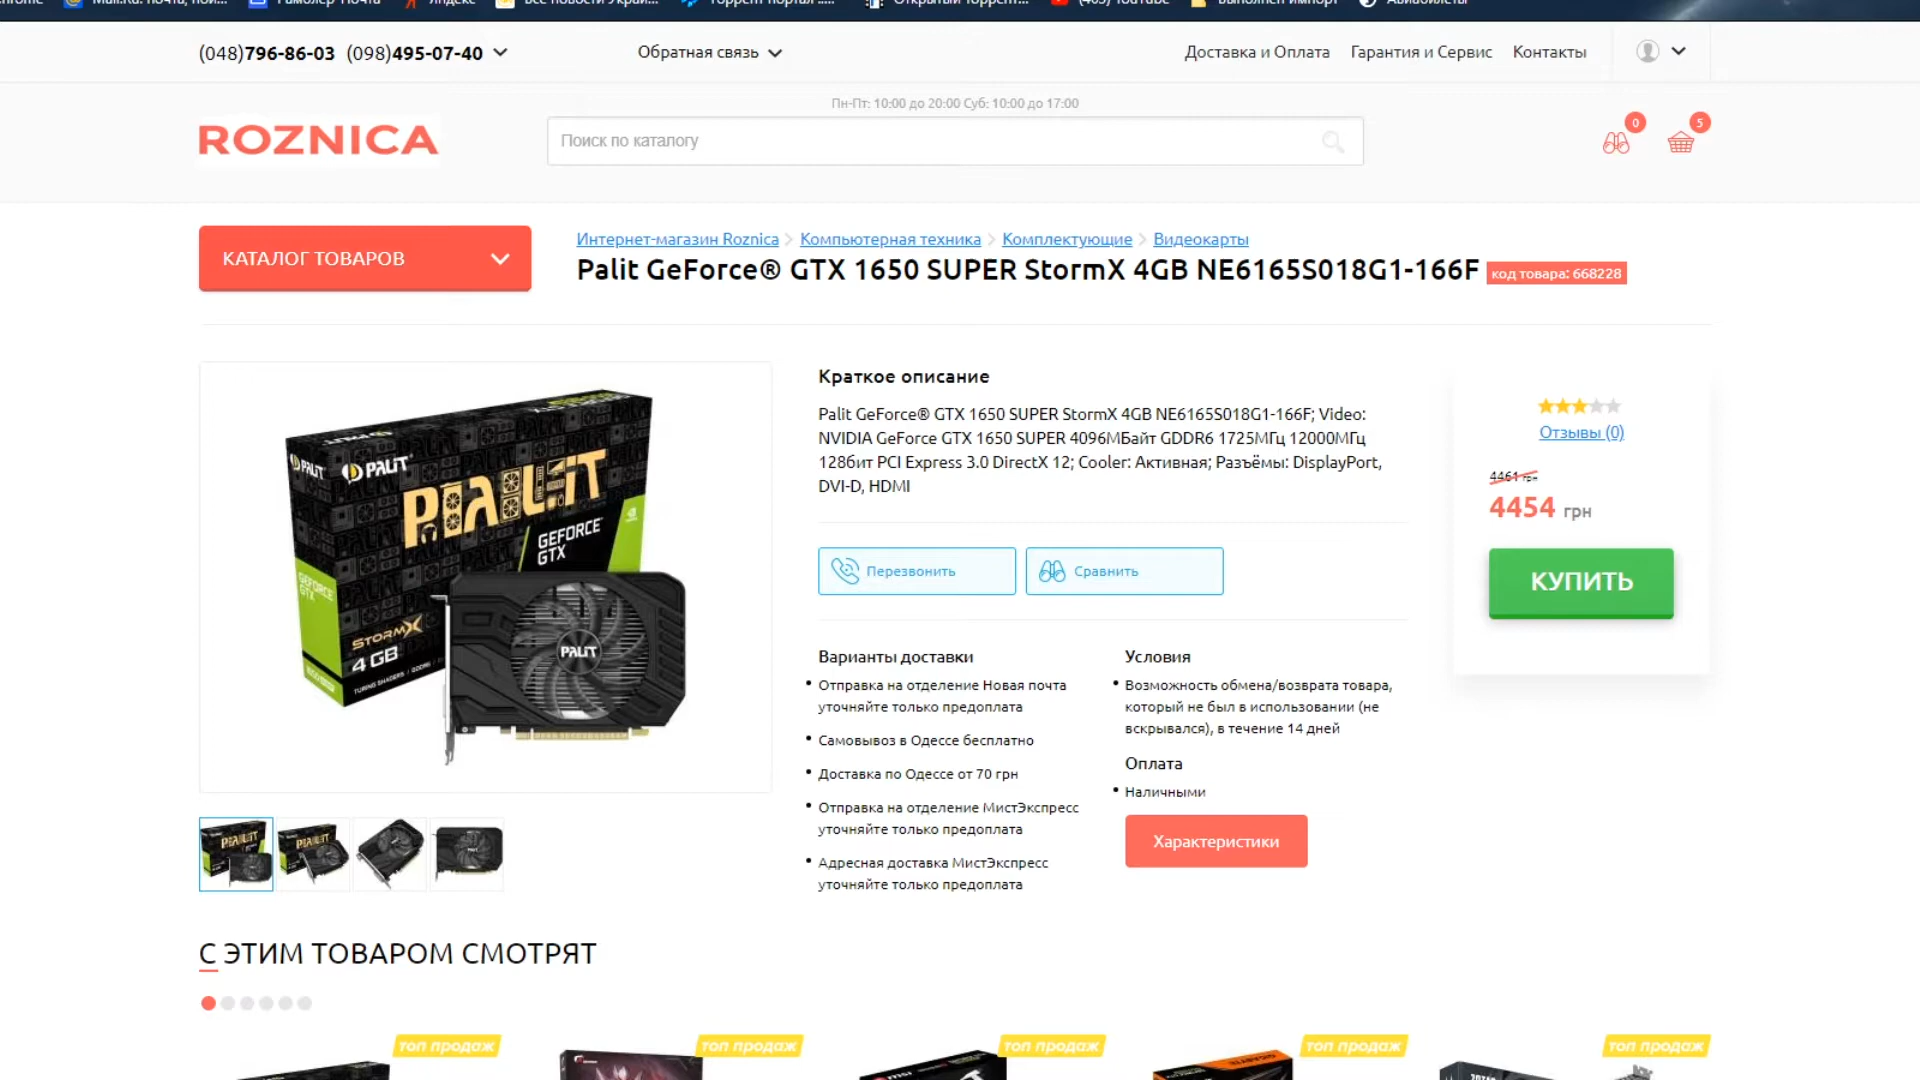 (048)796-86-03 (098)495-07-40
Обратная связь
Доставка и Оплата Гарантия и Сервис Контакты
Пн-Пт: 10:00 до 20:00 Суб: 10:00 до 17:00
ROZNICA
Поиск по каталогу
0
5
КАТАЛОГ ТОВАРОВ
Интернет-магазин Roznica Компьютерная техника Комплектующие Видеокарты
Palit GeForce® GTX 1650 SUPER StormX 4GB NE6165S018G1-166F код товара: 668228
PALIT
PALIT
PALIT
GEFORCE
GTX
GEFORCE
GTX
STORMX
4 GB
PALIT
Краткое описание
Palit GeForce® GTX 1650 SUPER StormX 4GB NE6165S018G1-166F; Video:
NVIDIA GeForce GTX 1650 SUPER 4096МБайт GDDR6 1725МГц 12000МГц
128бит PCI Express 3.0 DirectX 12; Cooler: Активная; Разъёмы: DisplayPort,
DVI-D, HDMI
Перезвонить
Сравнить
Отзывы (0)
4461 грн
4454 грн
КУПИТЬ
Варианты доставки
Отправка на отделение Новая почта
уточняйте только предоплата
Самовывоз в Одессе бесплатно
Доставка по Одессе от 70 грн
Отправка на отделение МистЭкспресс
уточняйте только предоплата
Адресная доставка МистЭкспресс
уточняйте только предоплата
Условия
Возможность обмена/возврата товара,
который не был в использовании (не
вскрывался), в течение 14 дней
Оплата
Наличными
Характеристики
С ЭТИМ ТОВАРОМ СМОТРЯТ
топ продаж
топ продаж
топ продаж
топ продаж
топ продаж